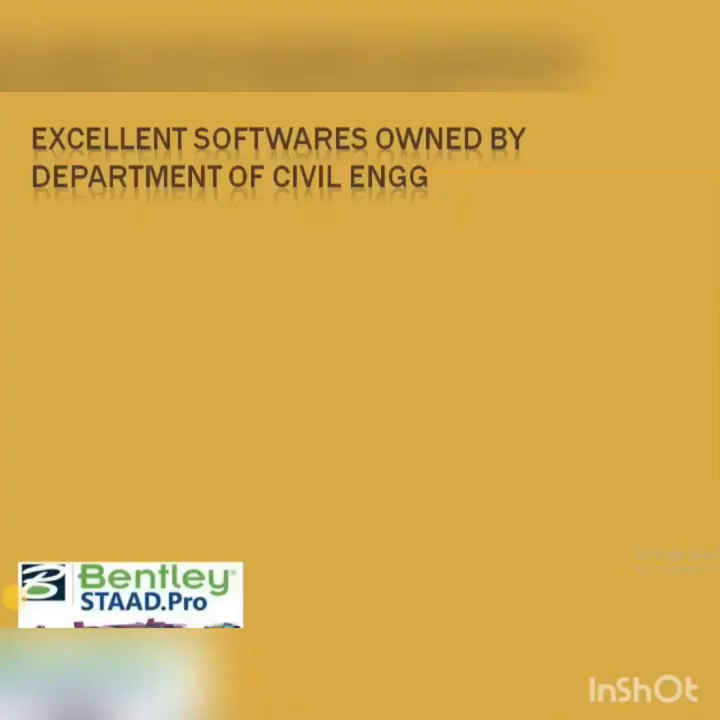 EXCELLENT SOFTWARES OWNED BY
DEPARTMENT OF CIVIL ENGG
Bentley®
STAAD.Pro
InShOt